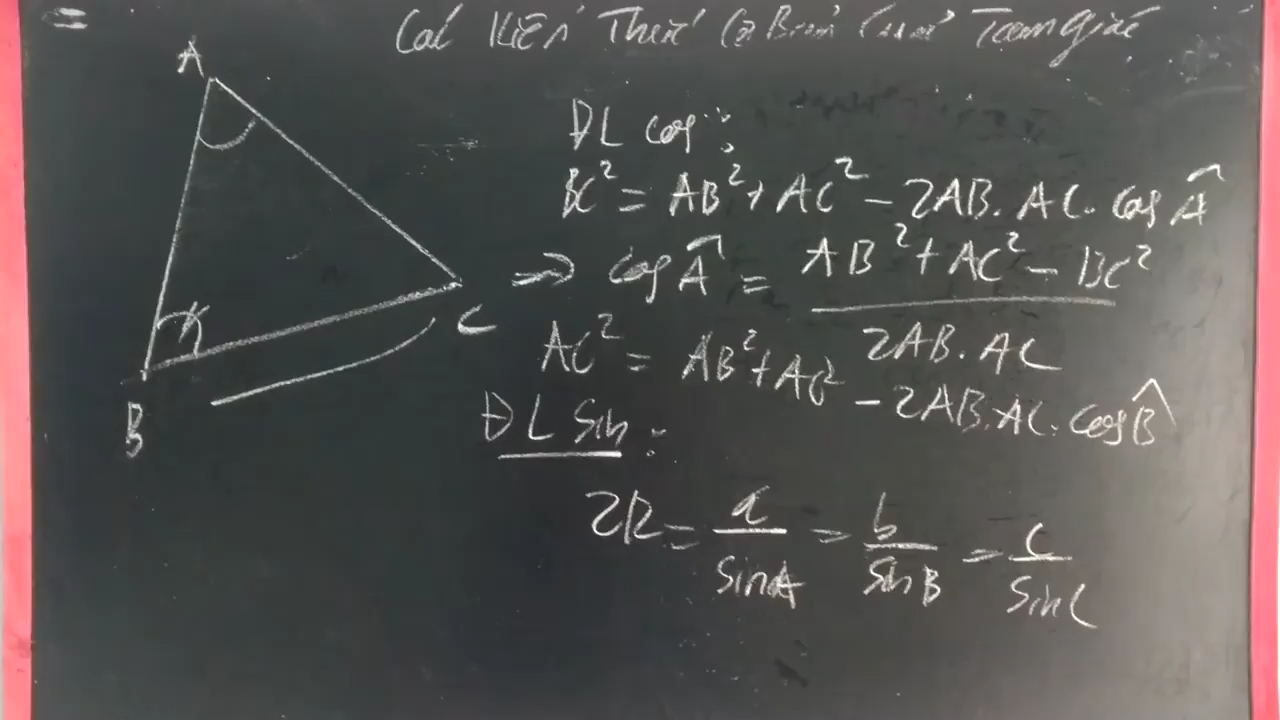 Các Kiến Thức Cơ Bản Của Tam giác
A
B
C
ĐL cos:
BC² = AB² + AC² - 2AB.AC.cos Â
=> cos Â = (AB² + AC² - BC²) / (2AB.AC)
AC² = AB² + AC² - 2AB.AC.cos B̂
ĐL Sin:
2R = a/SinA = b/SinB = c/SinC